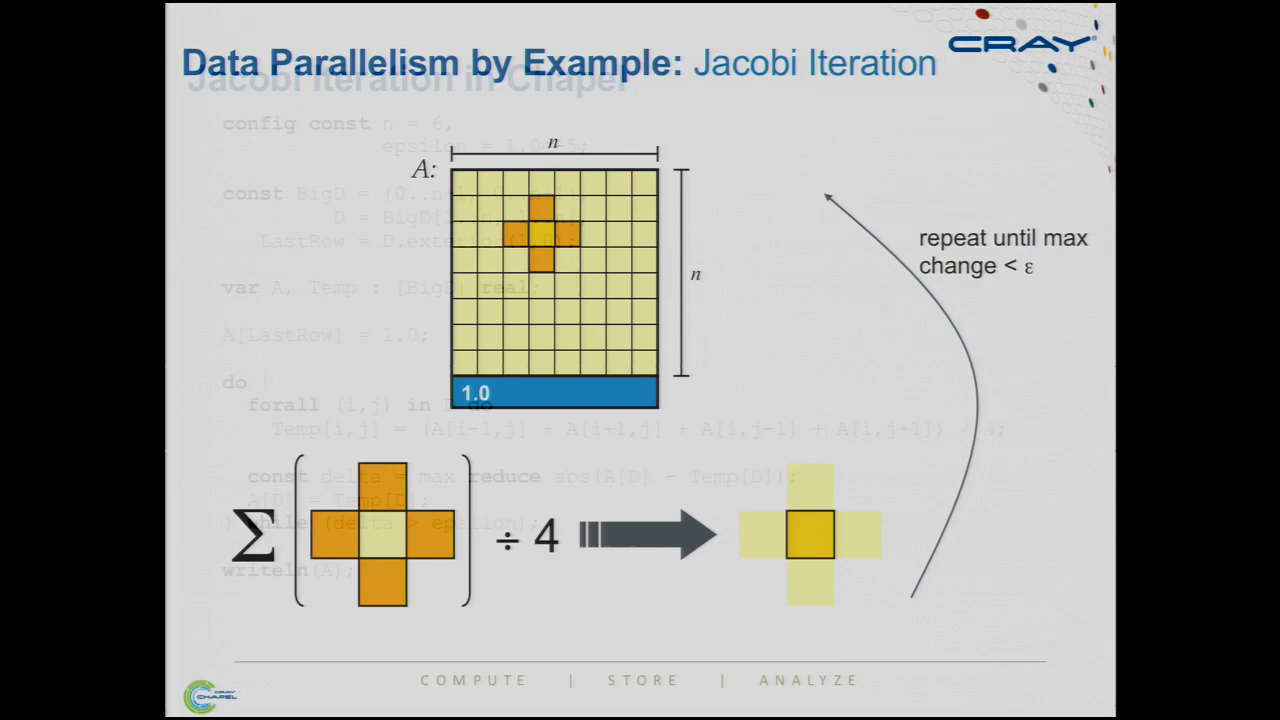 CRAY
Data Parallelism by Example: Jacobi Iteration
Jacobi Iteration in Chapel
config const n = 6,
epsilon = 1.0e-5;
n
A:
const BigD = {0..n+1, 0..n+1},
D = BigD[1..n, 1..n],
LastRow = D.exterior(1,0);
repeat until max
change < ε
n
var A, Temp : [BigD] real;
A[LastRow] = 1.0;
do {
1.0
forall (i,j) in D do
Temp[i,j] = (A[i-1,j] + A[i+1,j] + A[i,j-1] + A[i,j+1]) / 4;
const delta = max reduce abs(A[D] - Temp[D]);
A[D] = Temp[D];
} while (delta > epsilon);
Σ ( ) ÷ 4
writeln(A);
COMPUTE | STORE | ANALYZE
CRAY
CHAPEL